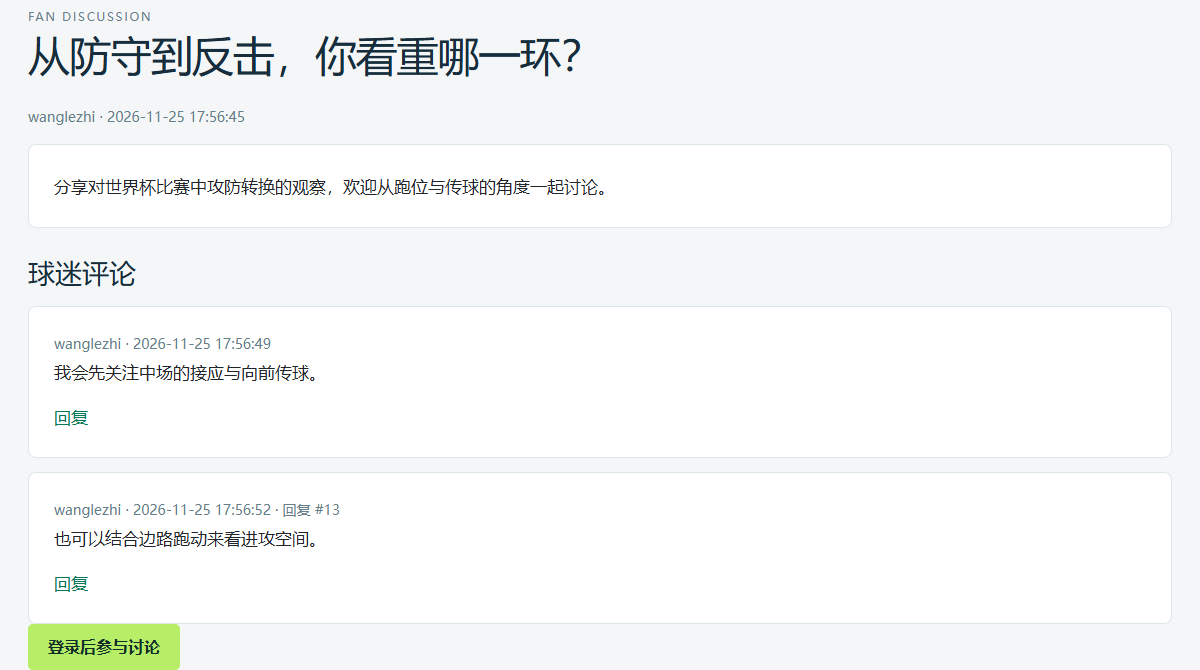 FAN DISCUSSION
从防守到反击，你看重哪一环？
wanglezhi · 2026-11-25 17:56:45
分享对世界杯比赛中攻防转换的观察，欢迎从跑位与传球的角度一起讨论。
球迷评论
wanglezhi · 2026-11-25 17:56:49
我会先关注中场的接应与向前传球。
回复
wanglezhi · 2026-11-25 17:56:52 · 回复 #13
也可以结合边路跑动来看进攻空间。
回复
登录后参与讨论